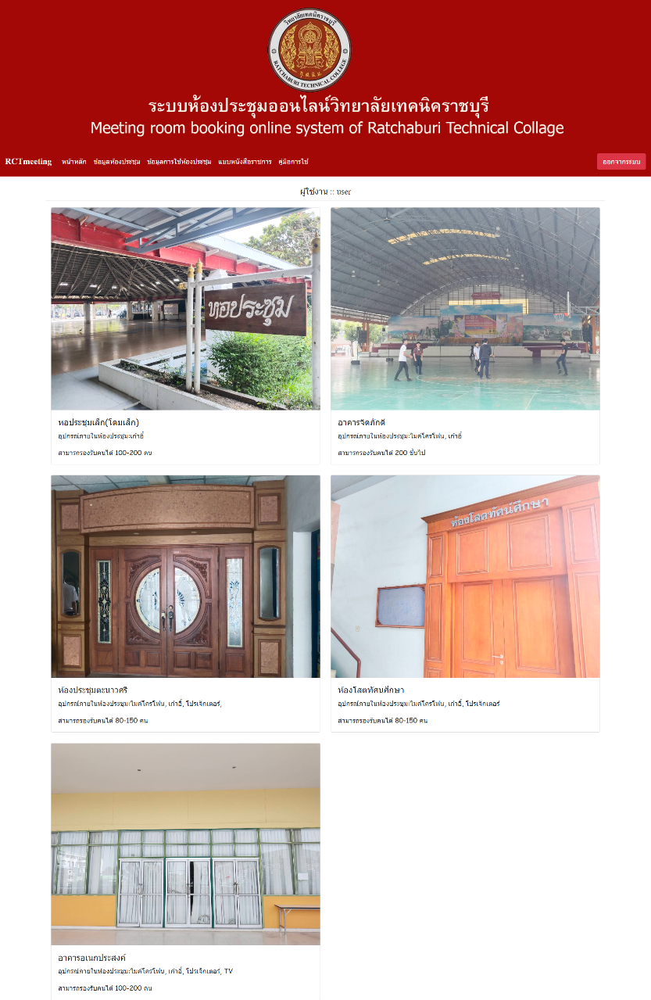 วิทยาลัยเทคนิคราชบุรี
RATCHABURI TECHNICAL COLLEGE
ระบบห้องประชุมออนไลน์วิทยาลัยเทคนิคราชบุรี
Meeting room booking online system of Ratchaburi Technical Collage
RCTmeeting หน้าหลัก ข้อมูลห้องประชุม ข้อมูลการใช้ห้องประชุม แบบหนังสือราชการ คู่มือการใช้ ออกจากระบบ
ผู้ใช้งาน :: user
หอประชุม
หอประชุมเล็ก(โดมเล็ก)
อุปกรณ์ภายในห้องประชุม:เก้าอี้
สามารถรองรับคนได้ 100-200 คน
อาคารจิตภักดี
อุปกรณ์ภายในห้องประชุม:ไมค์โครโฟน, เก้าอี้
สามารถรองรับคนได้ 200 ขึ้นไป
ห้องประชุมตะนาวศรี
อุปกรณ์ภายในห้องประชุม:ไมค์โครโฟน, เก้าอี้, โปรเจ็กเตอร์,
สามารถรองรับคนได้ 80-150 คน
ห้องโสตทัศน์ศึกษา
ห้องโสตทัศนศึกษา
อุปกรณ์ภายในห้องประชุม:ไมค์โครโฟน, เก้าอี้, โปรเจ็กเตอร์
สามารถรองรับคนได้ 80-150 คน
อาคารอเนกประสงค์
อุปกรณ์ภายในห้องประชุม:ไมค์โครโฟน, เก้าอี้, โปรเจ็กเตอร์, TV
สามารถรองรับคนได้ 100-200 คน